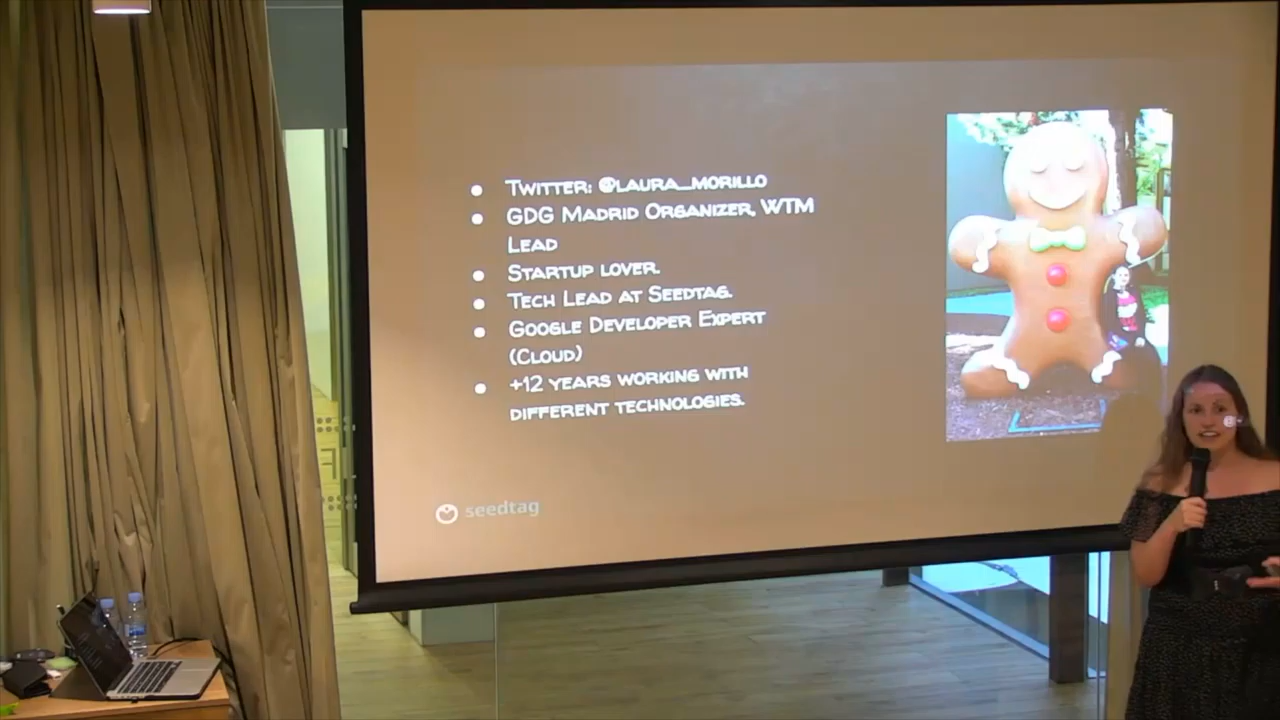 ● Twitter: @laura_morillo
● GDG Madrid Organizer, WTM
Lead
● Startup lover.
● Tech Lead at Seedtag.
● Google Developer Expert
(Cloud)
● +12 years working with
different technologies.
seedtag